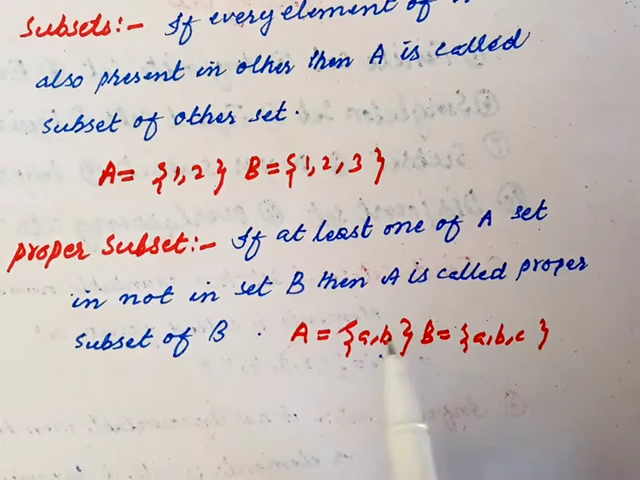 Subsets:- If every element of
also present in other then A is called
subset of other set.
A = {1,2} B = {1,2,3}
Proper Subset:- If at least one of A set
in not in set B then A is called proper
subset of B . A = {a,b} B = {a,b,c}